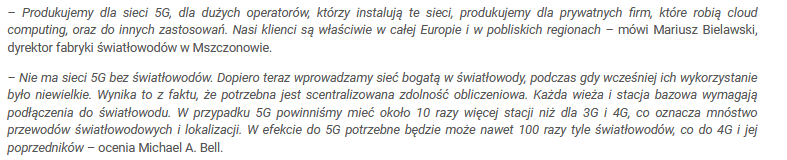 – Produkujemy dla sieci 5G, dla dużych operatorów, którzy instalują te sieci, produkujemy dla prywatnych firm, które robią cloud
computing, oraz do innych zastosowań. Nasi klienci są właściwie w całej Europie i w pobliskich regionach – mówi Mariusz Bielawski,
dyrektor fabryki światłowodów w Mszczonowie.
– Nie ma sieci 5G bez światłowodów. Dopiero teraz wprowadzamy sieć bogatą w światłowody, podczas gdy wcześniej ich wykorzystanie
było niewielkie. Wynika to z faktu, że potrzebna jest scentralizowana zdolność obliczeniowa. Każda wieża i stacja bazowa wymagają
podłączenia do światłowodu. W przypadku 5G powinniśmy mieć około 10 razy więcej stacji niż dla 3G i 4G, co oznacza mnóstwo
przewodów światłowodowych i lokalizacji. W efekcie do 5G potrzebne będzie może nawet 100 razy tyle światłowodów, co do 4G i jej
poprzedników – ocenia Michael A. Bell.